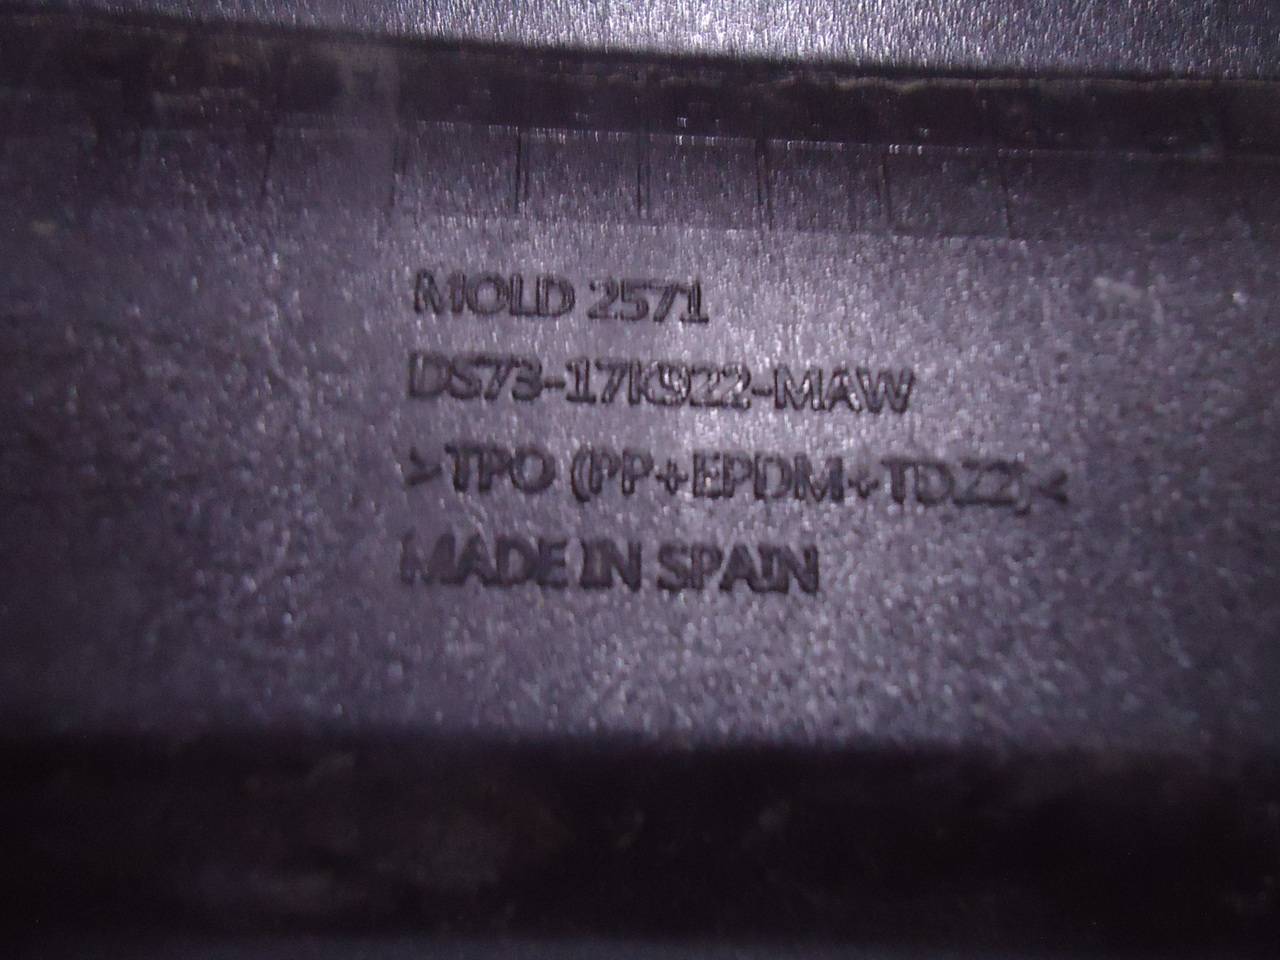 MOLD 2571
DS73-17K922-MAW
>TPO (PP+EPDM+TD22)<
MADE IN SPAIN